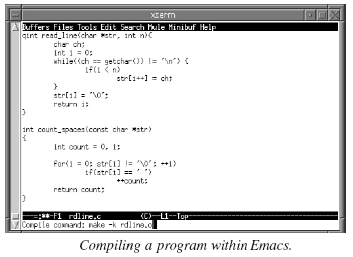 xterm
Buffers Files Tools Edit Search Mule Minibuf Help
qint read_line(char *str, int n){
char ch;
int i = 0;
while((ch == getchar()) != '\n') {
if(i < n)
str[i++] = ch;
}
str[i] = '\0';
return i;
}
int count_spaces(const char *str)
{
int count = 0, i;
for(i = 0; str[i] != '\0'; ++i)
if(str[i] == ' ')
++count;
return count;
}
---=:**-F1 rdline.c (C)--L1--Top---
Compile command: make -k rdline.o
Compiling a program within Emacs.